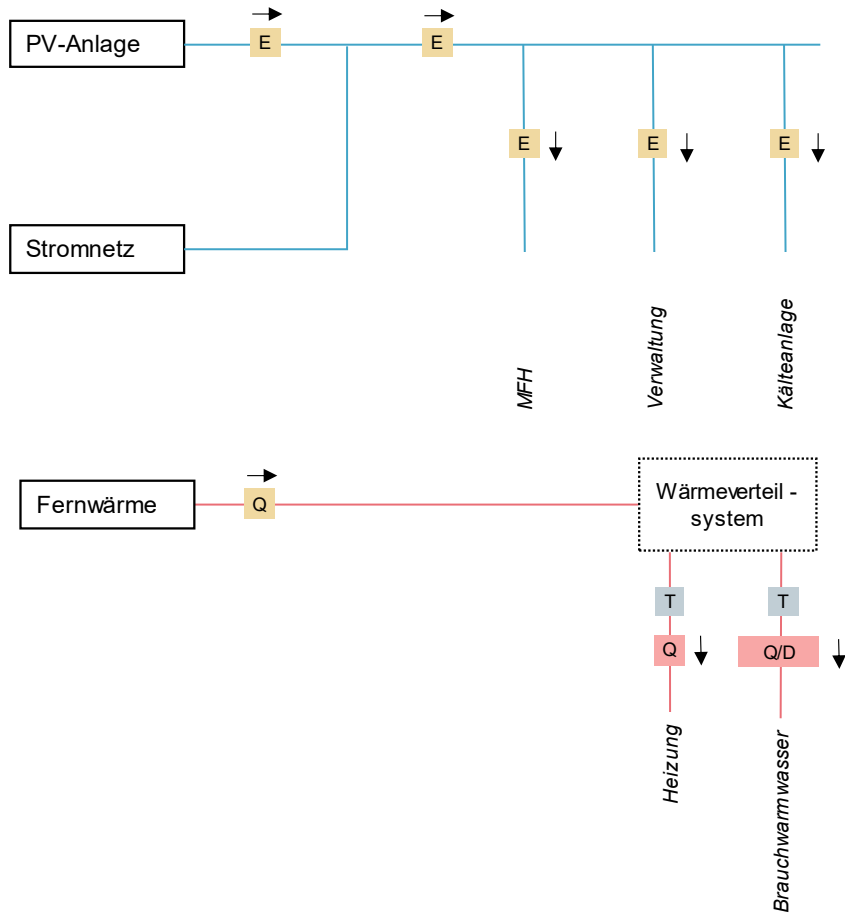 PV-Anlage
E
E
E
E
E
Stromnetz
MFH
Verwaltung
Kälteanlage
Fernwärme
Q
Wärmeverteil -
system
T
T
Q
Q/D
Heizung
Brauchwarmwasser